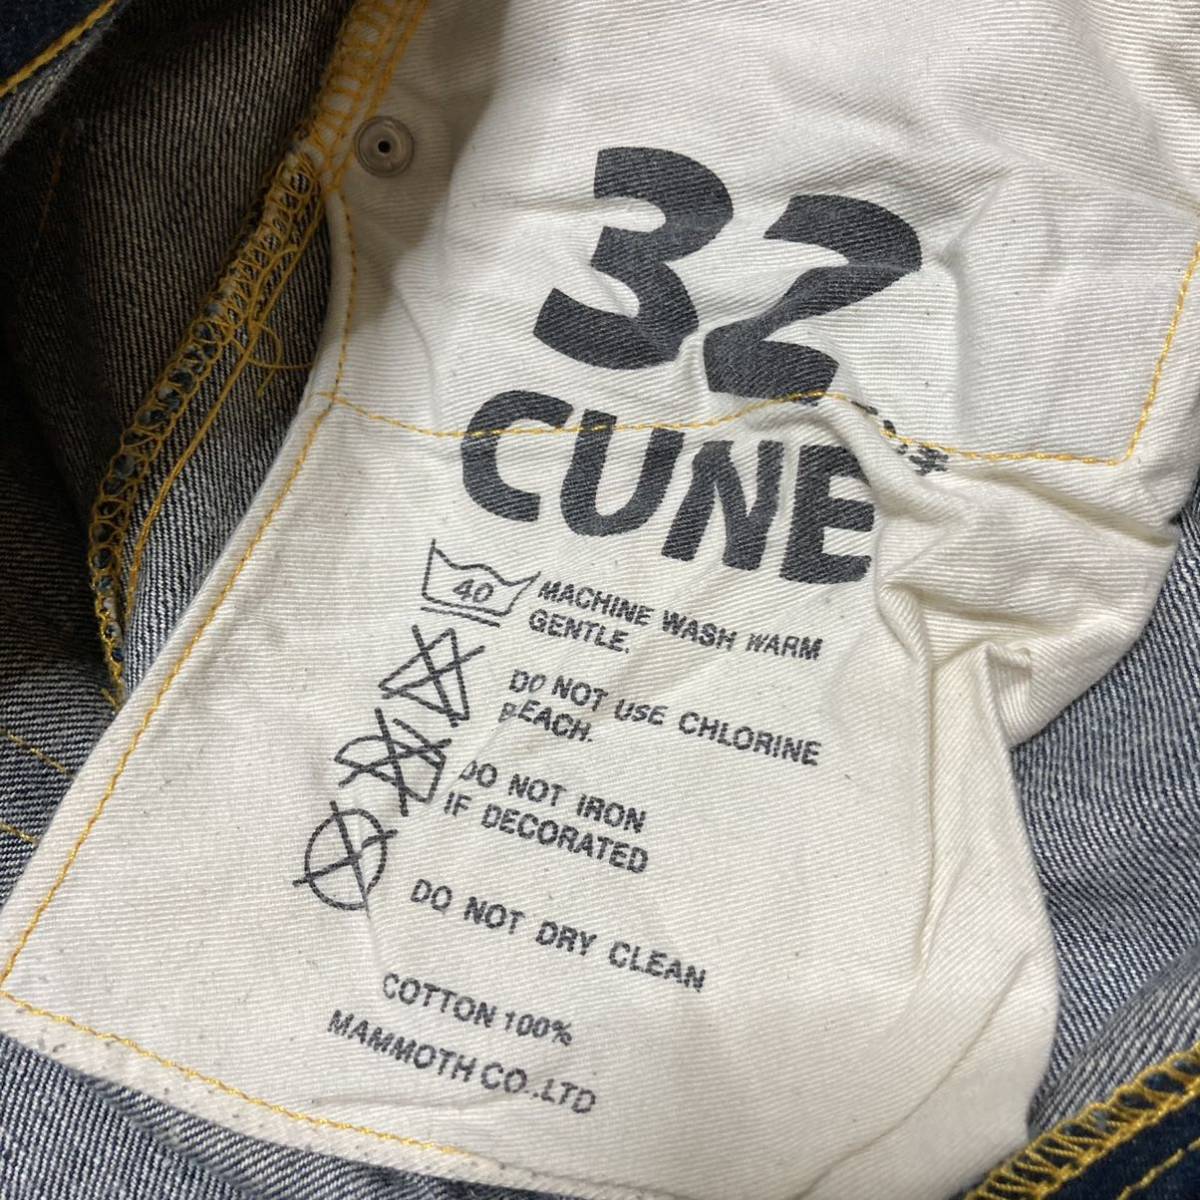 32
CUNE
40
MACHINE WASH WARM
GENTLE.
DO NOT USE CHLORINE
BEACH.
DO NOT IRON
IF DECORATED
DO NOT DRY CLEAN
COTTON 100%
MAMMOTH CO.,LTD